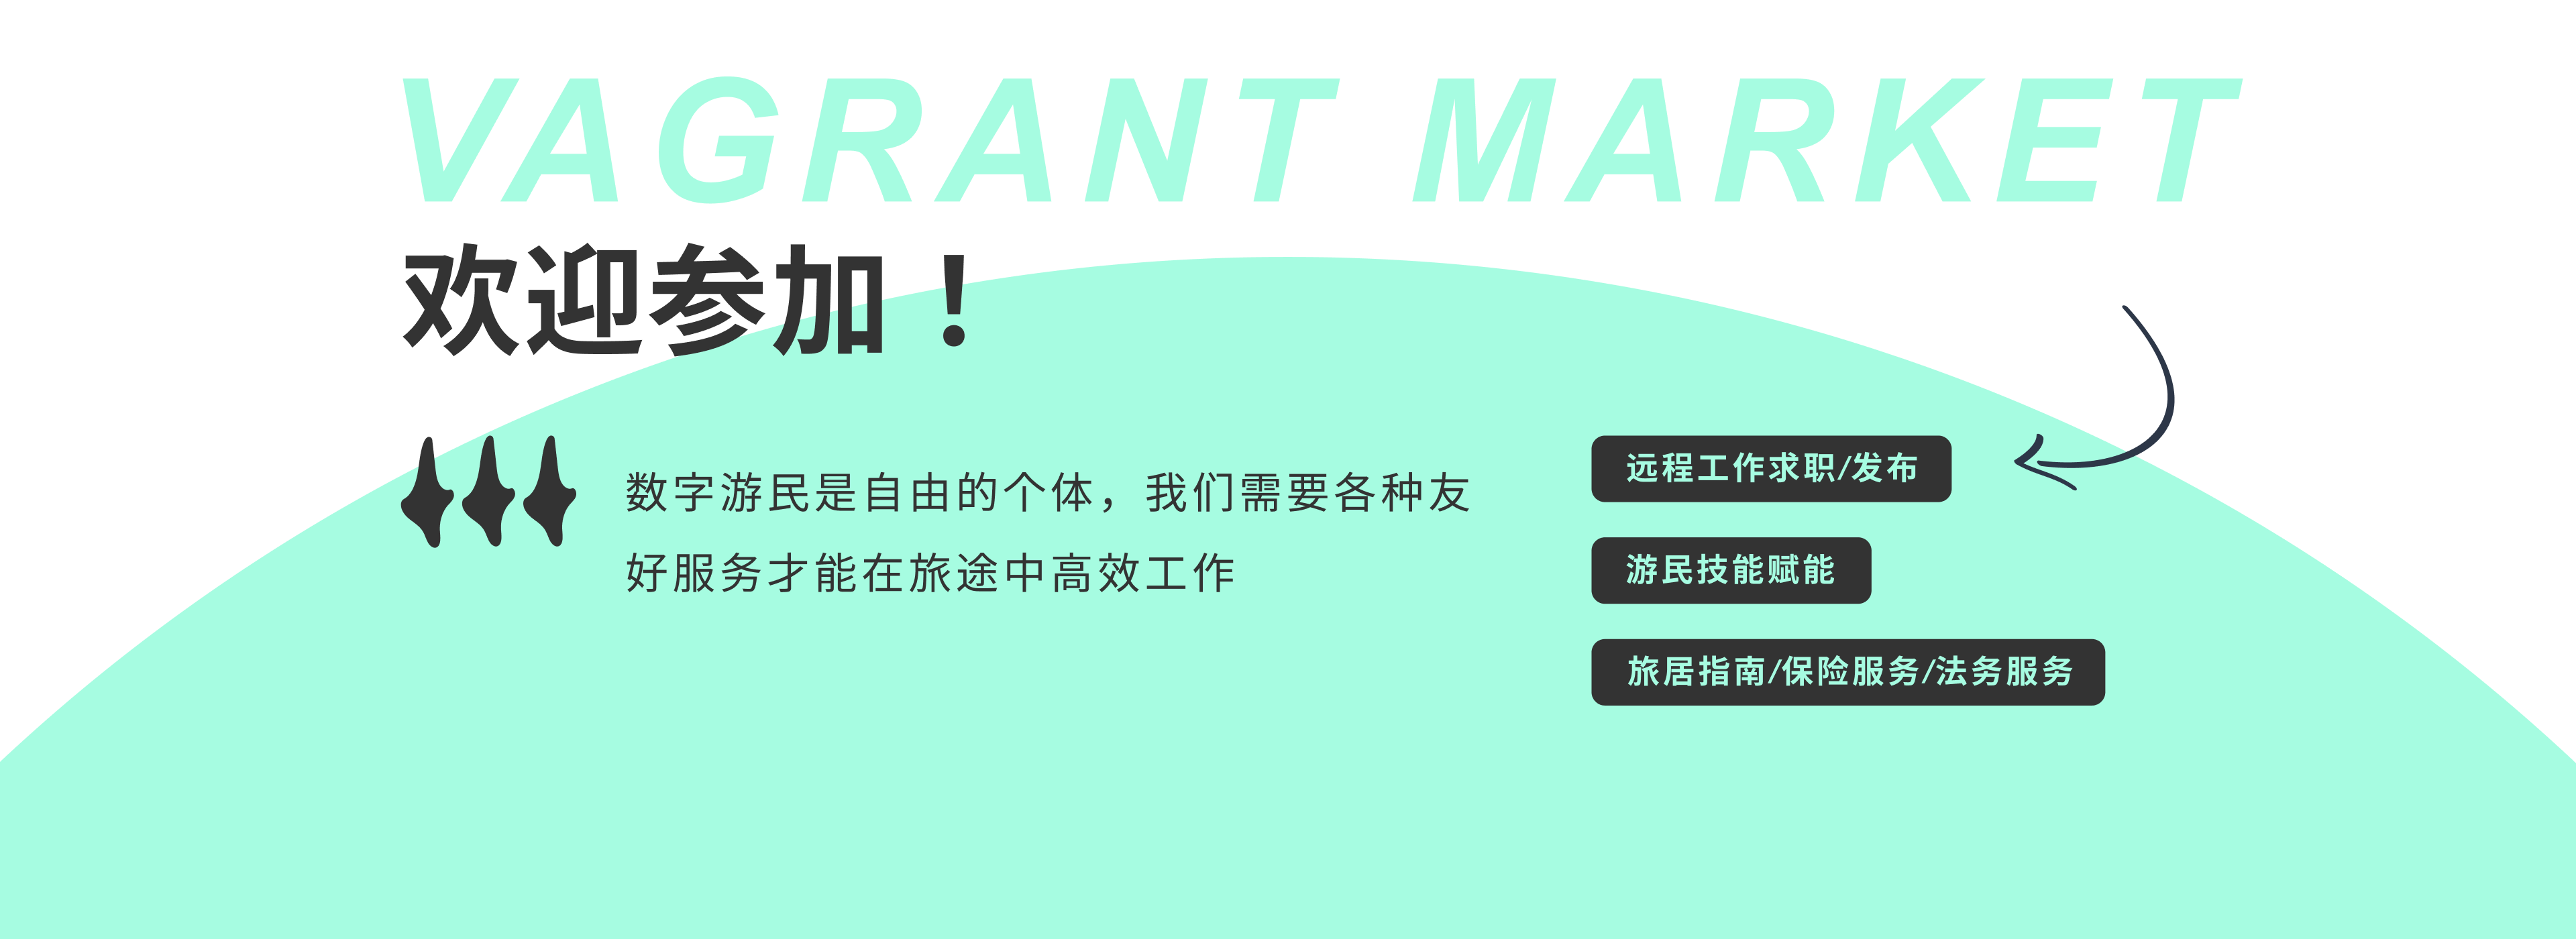 VAGRANT MARKET
欢迎参加！
数字游民是自由的个体，我们需要各种友
好服务才能在旅途中高效工作
远程工作求职/发布
游民技能赋能
旅居指南/保险服务/法务服务